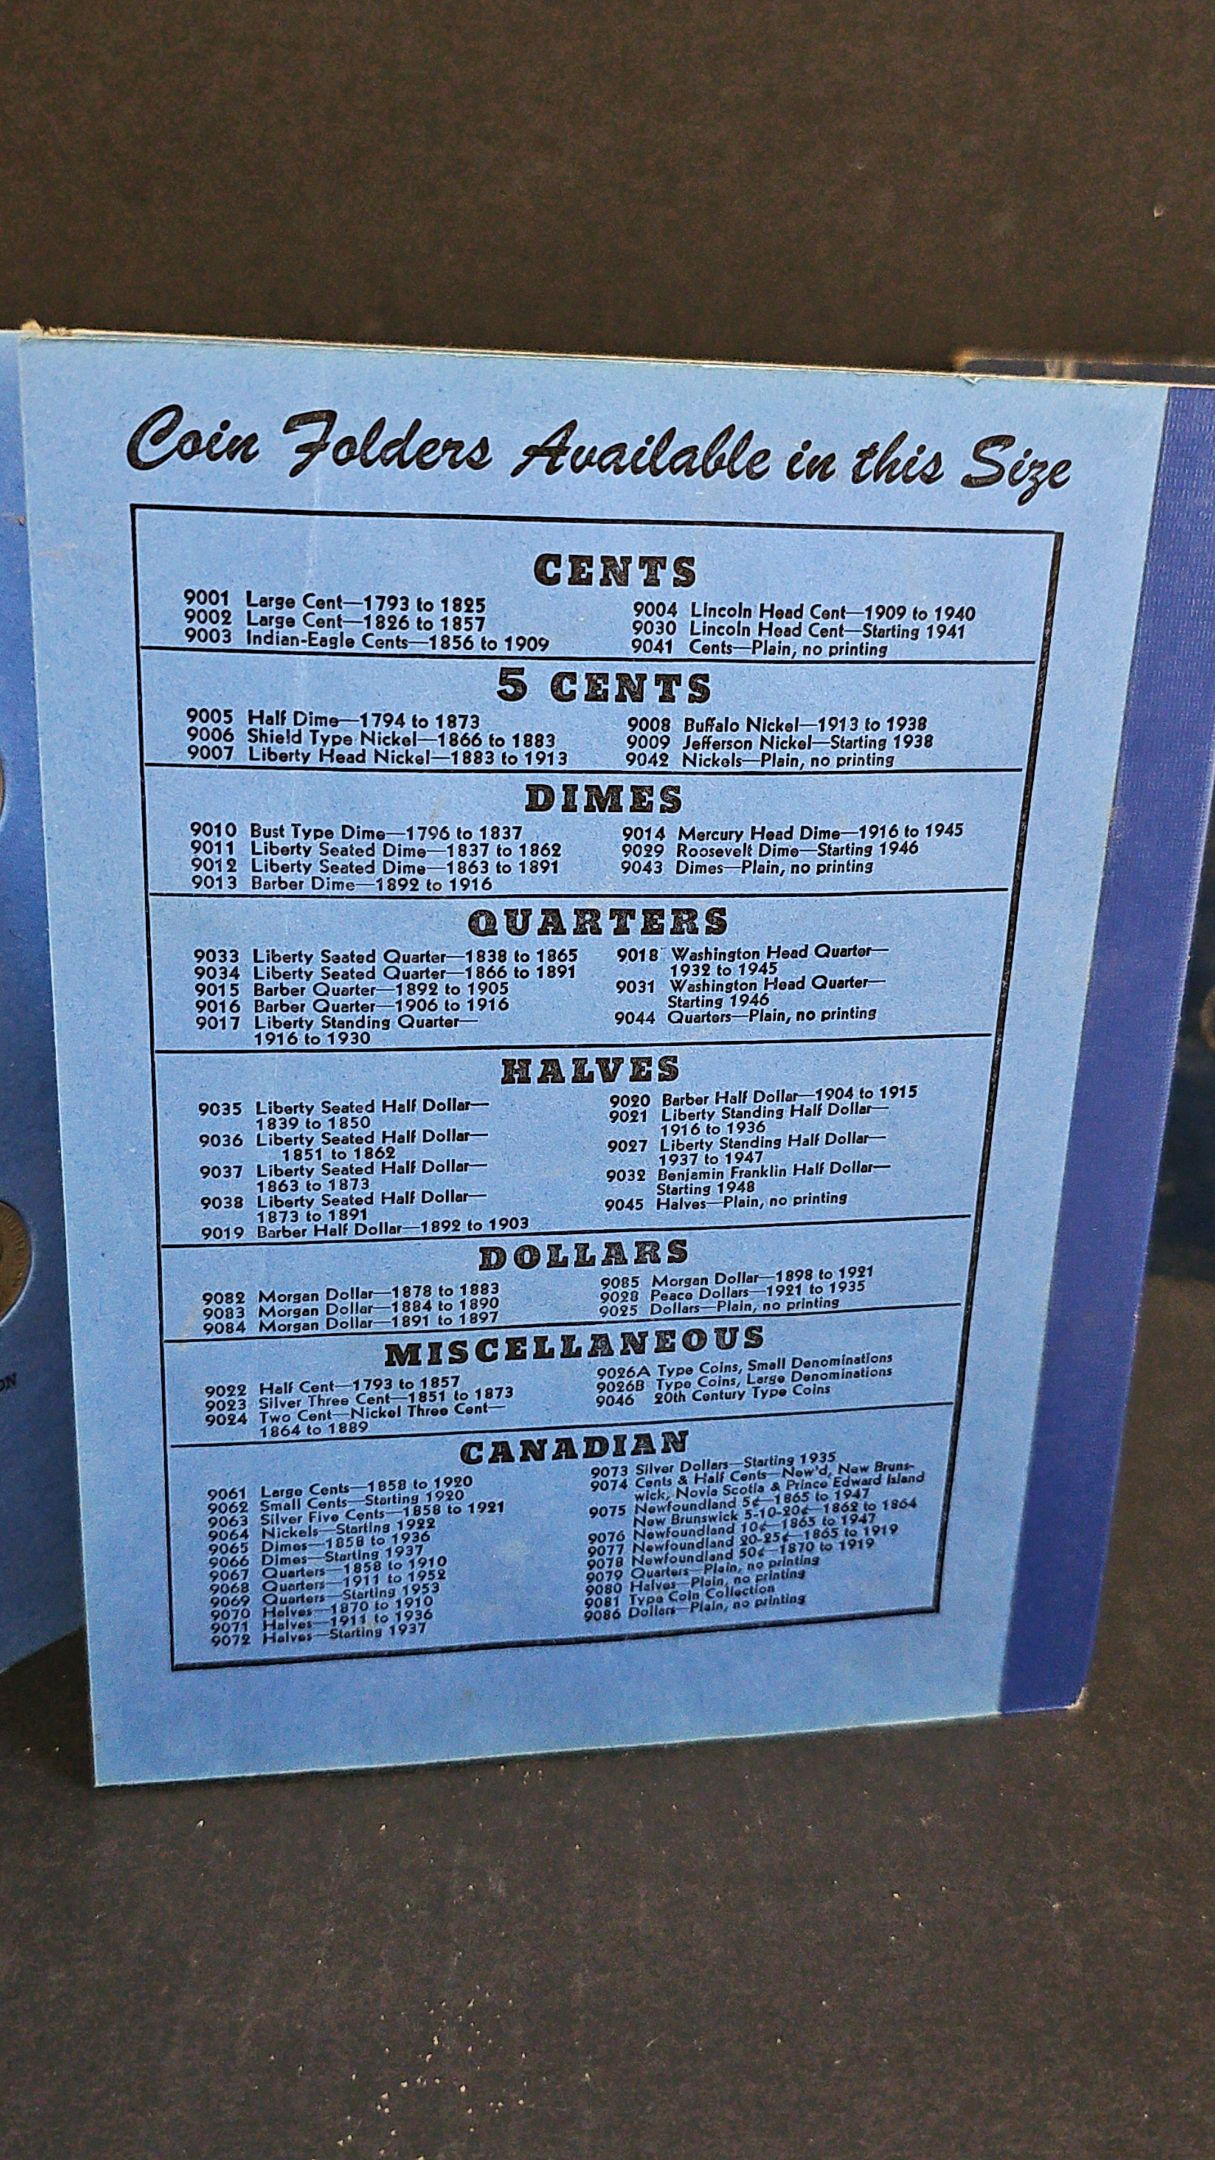 Coin Folders Available in this Size
CENTS
9001 Large Cent—1793 to 1825
9002 Large Cent—1826 to 1857
9003 Indian-Eagle Cents—1856 to 1909
9004 Lincoln Head Cent—1909 to 1940
9030 Lincoln Head Cent—Starting 1941
9041 Cents—Plain, no printing
5 CENTS
9005 Half Dime—1794 to 1873
9006 Shield Type Nickel—1866 to 1883
9007 Liberty Head Nickel—1883 to 1913
9008 Buffalo Nickel—1913 to 1938
9009 Jefferson Nickel—Starting 1938
9042 Nickels—Plain, no printing
DIMES
9010 Bust Type Dime—1796 to 1837
9011 Liberty Seated Dime—1837 to 1862
9012 Liberty Seated Dime—1863 to 1891
9013 Barber Dime—1892 to 1916
9014 Mercury Head Dime—1916 to 1945
9029 Roosevelt Dime—Starting 1946
9043 Dimes—Plain, no printing
QUARTERS
9033 Liberty Seated Quarter—1838 to 1865
9034 Liberty Seated Quarter—1866 to 1891
9015 Barber Quarter—1892 to 1905
9016 Barber Quarter—1906 to 1916
9017 Liberty Standing Quarter—
1916 to 1930
9018 Washington Head Quarter—
1932 to 1945
9031 Washington Head Quarter—
Starting 1946
9044 Quarters—Plain, no printing
HALVES
9035 Liberty Seated Half Dollar—
1839 to 1850
9036 Liberty Seated Half Dollar—
1851 to 1862
9037 Liberty Seated Half Dollar—
1863 to 1873
9038 Liberty Seated Half Dollar—
1873 to 1891
9019 Barber Half Dollar—1892 to 1903
9020 Barber Half Dollar—1904 to 1915
9021 Liberty Standing Half Dollar—
1916 to 1936
9027 Liberty Standing Half Dollar—
1937 to 1947
9032 Benjamin Franklin Half Dollar—
Starting 1948
9045 Halves—Plain, no printing
DOLLARS
9082 Morgan Dollar—1878 to 1883
9083 Morgan Dollar—1884 to 1890
9084 Morgan Dollar—1891 to 1897
9085 Morgan Dollar—1898 to 1921
9028 Peace Dollars—1921 to 1935
9025 Dollars—Plain, no printing
MISCELLANEOUS
9022 Half Cent—1793 to 1857
9023 Silver Three Cent—1851 to 1873
9024 Two Cent—Nickel Three Cent—
1864 to 1889
9026A Type Coins, Small Denominations
9026B Type Coins, Large Denominations
9046 20th Century Type Coins
CANADIAN
9061 Large Cents—1858 to 1920
9062 Small Cents—Starting 1920
9063 Silver Five Cents—1858 to 1921
9064 Nickels—Starting 1922
9065 Dimes—1858 to 1936
9066 Dimes—Starting 1937
9067 Quarters—1858 to 1910
9068 Quarters—1911 to 1952
9069 Quarters—Starting 1953
9070 Halves—1870 to 1910
9071 Halves—1911 to 1936
9072 Halves—Starting 1937
9073 Silver Dollars—Starting 1935
9074 Cents & Half Cents—New'd, New Bruns-
wick, Novia Scotia & Prince Edward Island
9075 Newfoundland 5¢—1865 to 1947
New Brunswick 5-10-20¢—1862 to 1864
9076 Newfoundland 10¢—1865 to 1947
9077 Newfoundland 20-25¢—1865 to 1919
9078 Newfoundland 50¢—1870 to 1919
9079 Quarters—Plain, no printing
9080 Halves—Plain, no printing
9081 Type Coin Collection
9086 Dollars—Plain, no printing